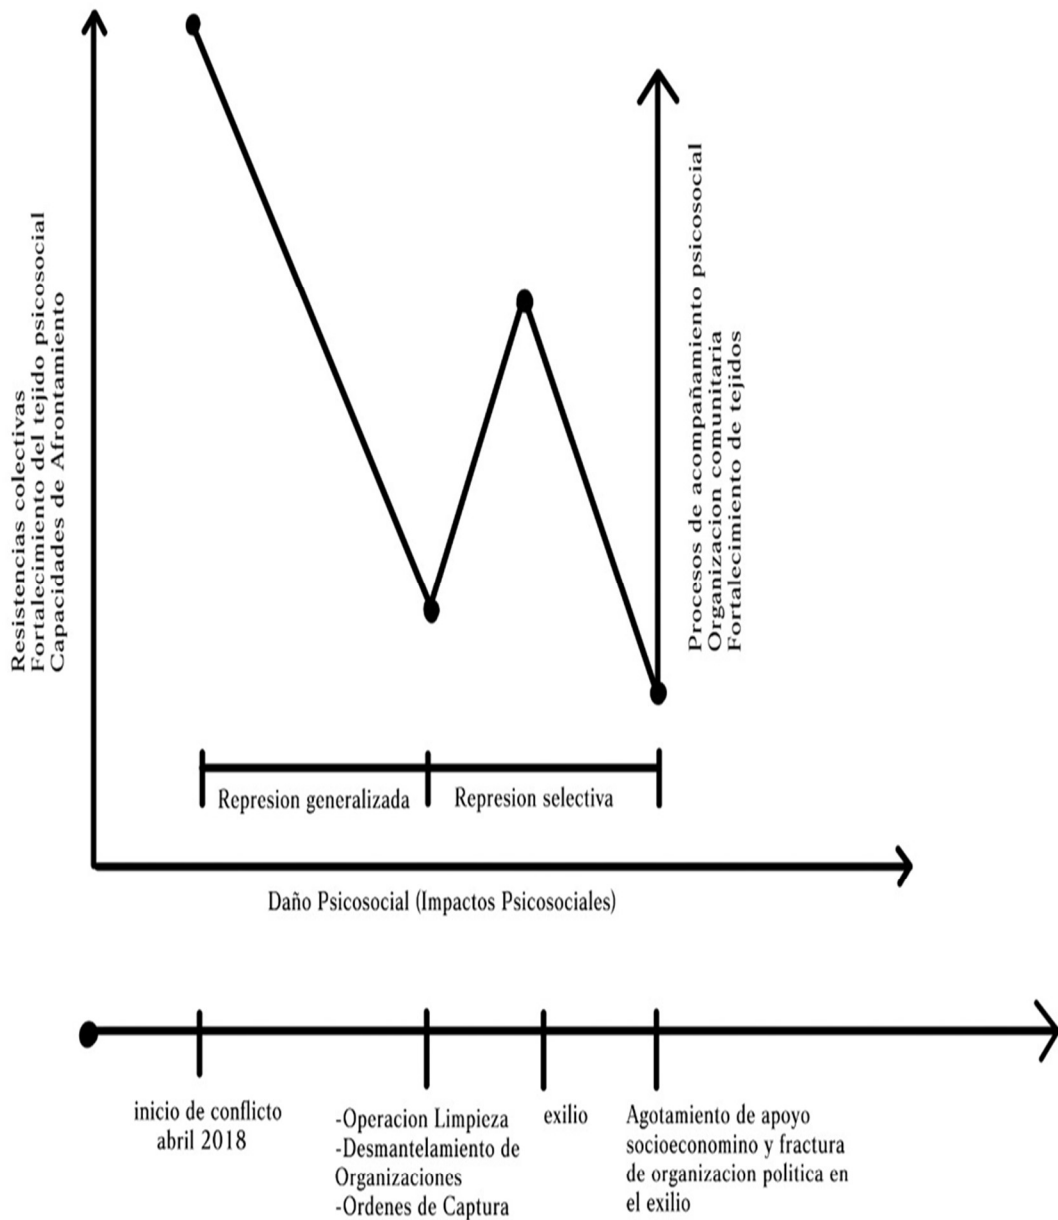 Resistencias colectivas
Fortalecimiento del tejido psicosocial
Capacidades de Afrontamiento
Procesos de acompañamiento psicosocial
Organizacion comunitaria
Fortalecimiento de tejidos
Represion generalizada
Represion selectiva
Daño Psicosocial (Impactos Psicosociales)
inicio de conflicto
abril 2018
-Operacion Limpieza
-Desmantelamiento de
Organizaciones
-Ordenes de Captura
exilio
Agotamiento de apoyo
socioeconomino y fractura
de organizacion politica en
el exilio